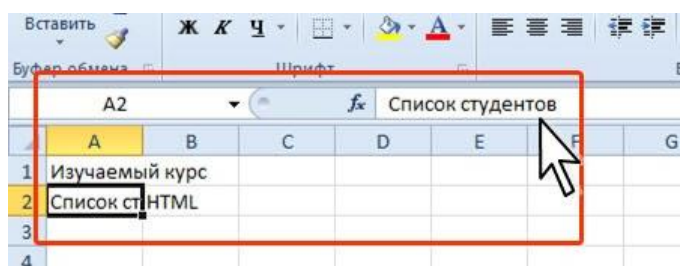 Вставить
Ж К Ч A
Буфер обмена Шрифт
A2 fx Список студентов
A B C D E F G
1 Изучаемый курс
2 Список ст HTML
3
4